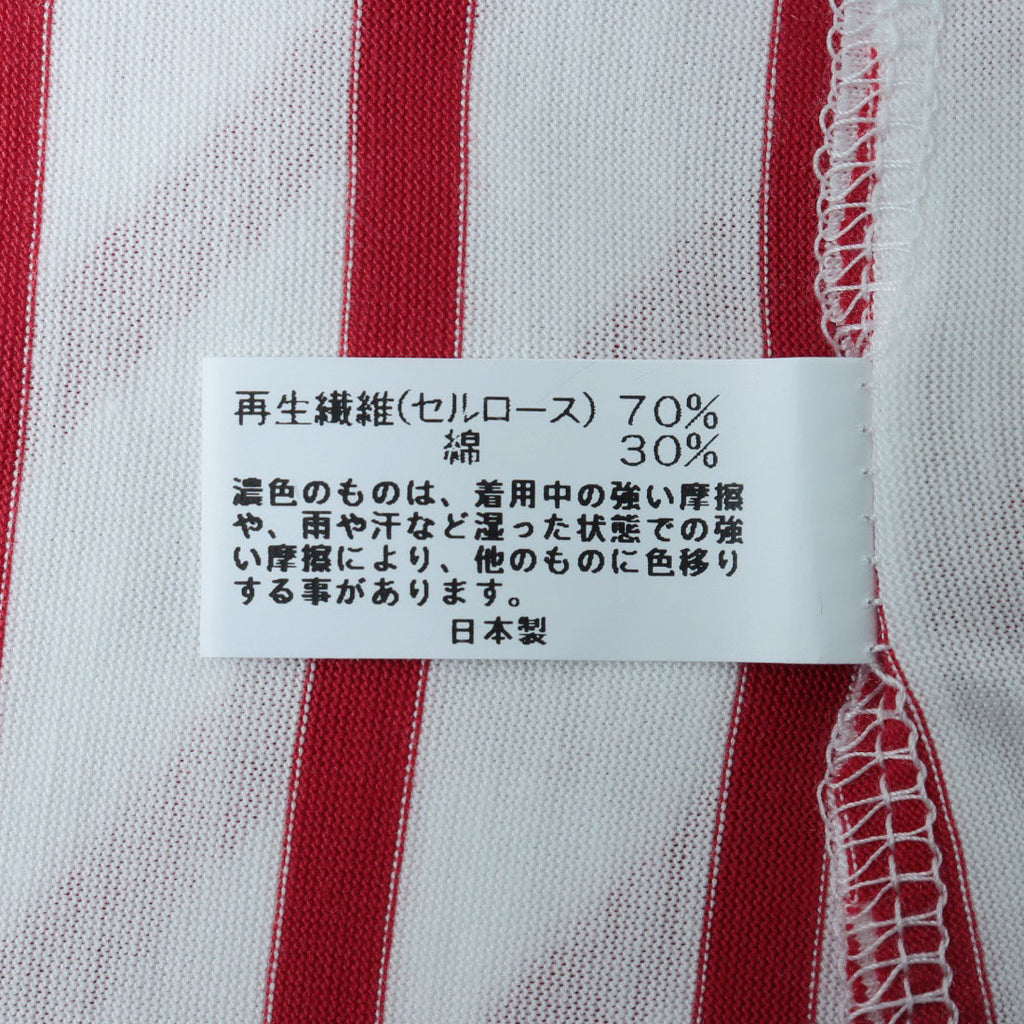 再生繊維(セルロース) 70%
綿 30%
濃色のものは、着用中の強い摩擦
や、雨や汗など湿った状態での強
い摩擦により、他のものに色移り
する事があります。
日本製